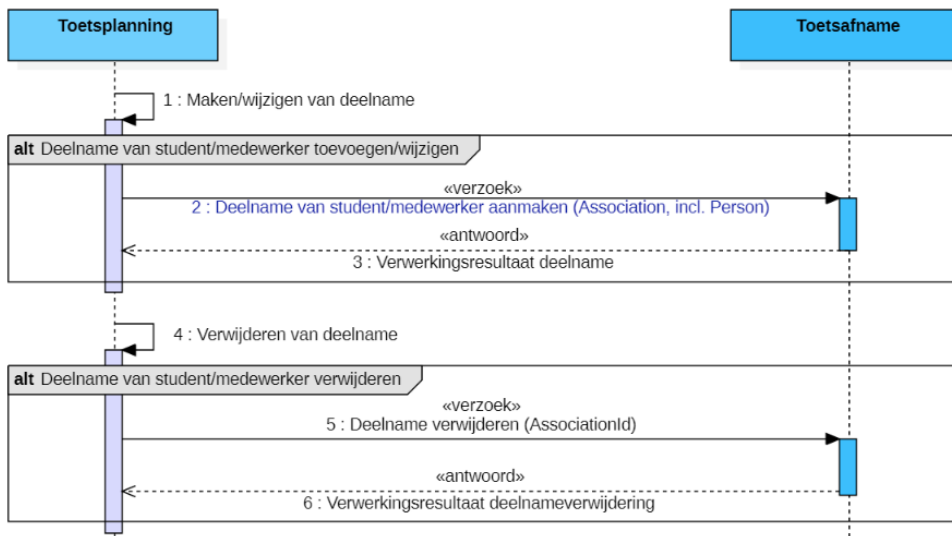 Toetsplanning
Toetsafname
1 : Maken/wijzigen van deelname
alt Deelname van student/medewerker toevoegen/wijzigen
«verzoek»
2 : Deelname van student/medewerker aanmaken (Association, incl. Person)
«antwoord»
3 : Verwerkingsresultaat deelname
4 : Verwijderen van deelname
alt Deelname van student/medewerker verwijderen
«verzoek»
5 : Deelname verwijderen (AssociationId)
«antwoord»
6 : Verwerkingsresultaat deelnameverwijdering